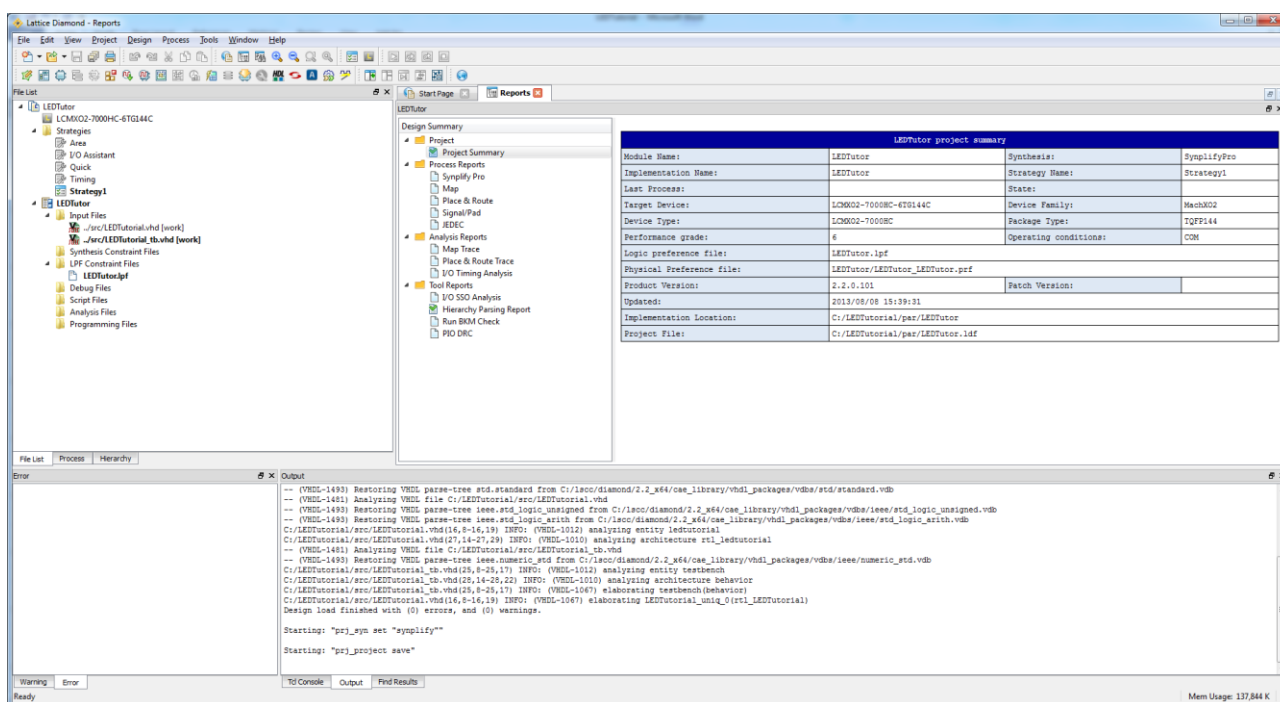 Lattice Diamond - Reports
File Edit View Project Design Process Tools Window Help
File List
LEDTutor
LCMXO2-7000HC-6TG144C
Strategies
Area
I/O Assistant
Quick
Timing
Strategy1
LEDTutor
Input Files
../src/LEDTutorial.vhd [work]
../src/LEDTutorial_tb.vhd [work]
Synthesis Constraint Files
LPF Constraint Files
LEDTutor.lpf
Debug Files
Script Files
Analysis Files
Programming Files
File List Process Hierarchy
Start Page Reports
LEDTutor
Design Summary
Project
Project Summary
Process Reports
Synplify Pro
Map
Place & Route
Signal/Pad
JEDEC
Analysis Reports
Map Trace
Place & Route Trace
I/O Timing Analysis
Tool Reports
I/O SSO Analysis
Hierarchy Parsing Report
Run BKM Check
PIO DRC
LEDTutor project summary
Module Name: LEDTutor Synthesis: SynplifyPro
Implementation Name: LEDTutor Strategy Name: Strategy1
Last Process: State:
Target Device: LCMXO2-7000HC-6TG144C Device Family: MachXO2
Device Type: LCMXO2-7000HC Package Type: TQFP144
Performance grade: 6 Operating conditions: COM
Logic preference file: LEDTutor.lpf
Physical Preference file: LEDTutor/LEDTutor_LEDTutor.prf
Product Version: 2.2.0.101 Patch Version:
Updated: 2013/08/08 15:39:31
Implementation Location: C:/LEDTutorial/par/LEDTutor
Project File: C:/LEDTutorial/par/LEDTutor.ldf
Error
Warning Error
Output
-- (VHDL-1493) Restoring VHDL parse-tree std.standard from C:/lscc/diamond/2.2_x64/cae_library/vhdl_packages/vdbs/std/standard.vdb
-- (VHDL-1481) Analyzing VHDL file C:/LEDTutorial/src/LEDTutorial.vhd
-- (VHDL-1493) Restoring VHDL parse-tree ieee.std_logic_unsigned from C:/lscc/diamond/2.2_x64/cae_library/vhdl_packages/vdbs/ieee/std_logic_unsigned.vdb
-- (VHDL-1493) Restoring VHDL parse-tree ieee.std_logic_arith from C:/lscc/diamond/2.2_x64/cae_library/vhdl_packages/vdbs/ieee/std_logic_arith.vdb
C:/LEDTutorial/src/LEDTutorial.vhd(16,8-16,19) INFO: (VHDL-1012) analyzing entity ledtutorial
C:/LEDTutorial/src/LEDTutorial.vhd(27,14-27,29) INFO: (VHDL-1010) analyzing architecture rtl_ledtutorial
-- (VHDL-1481) Analyzing VHDL file C:/LEDTutorial/src/LEDTutorial_tb.vhd
-- (VHDL-1493) Restoring VHDL parse-tree ieee.numeric_std from C:/lscc/diamond/2.2_x64/cae_library/vhdl_packages/vdbs/ieee/numeric_std.vdb
C:/LEDTutorial/src/LEDTutorial_tb.vhd(25,8-25,17) INFO: (VHDL-1012) analyzing entity testbench
C:/LEDTutorial/src/LEDTutorial_tb.vhd(28,14-28,22) INFO: (VHDL-1010) analyzing architecture behavior
C:/LEDTutorial/src/LEDTutorial_tb.vhd(25,8-25,17) INFO: (VHDL-1067) elaborating testbench(behavior)
C:/LEDTutorial/src/LEDTutorial.vhd(16,8-16,19) INFO: (VHDL-1067) elaborating LEDTutorial_uniq_0(rtl_LEDTutorial)
Design load finished with (0) errors, and (0) warnings.
Starting: "prj_syn set "synplify""
Starting: "prj_project save"
Tcl Console Output Find Results
Ready
Mem Usage: 137,844 K